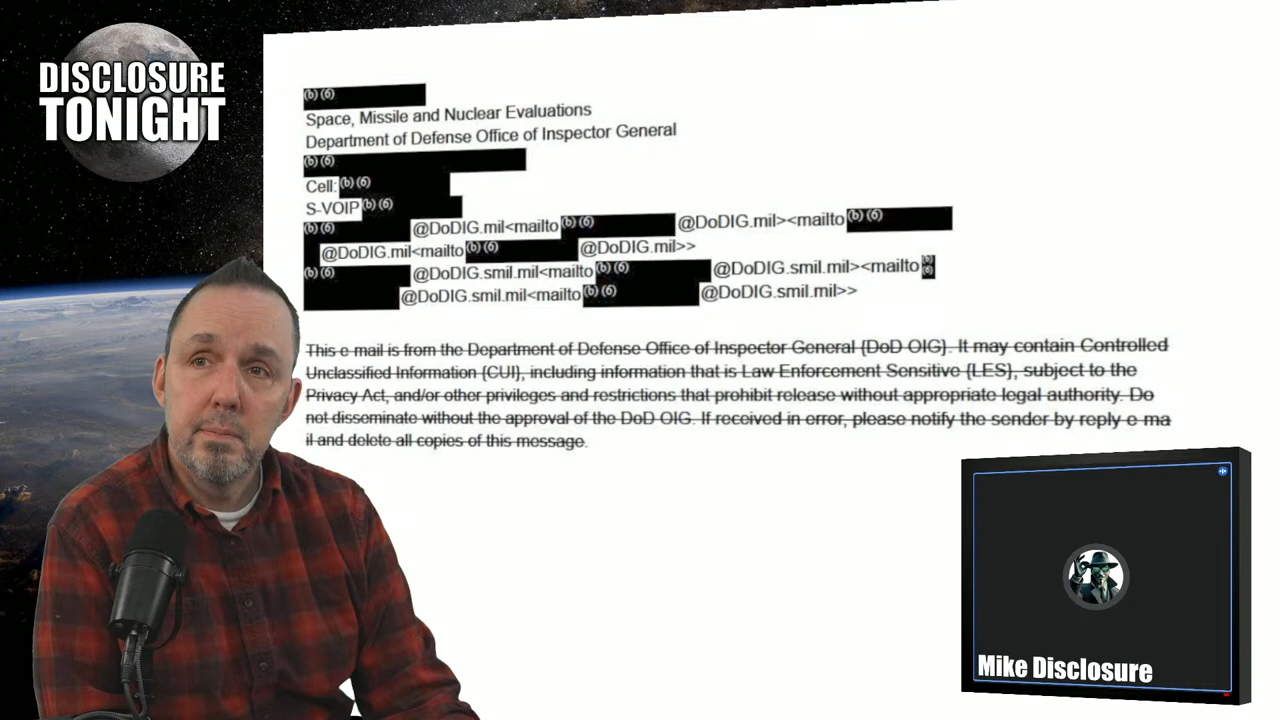 DISCLOSURE
TONIGHT
(b) (6)
Space, Missile and Nuclear Evaluations
Department of Defense Office of Inspector General
(b) (6)
Cell: (b) (6)
S-VOIP (b) (6)
(b) (6) @DoDIG.mil<mailto (b) (6) @DoDIG.mil><mailto (b) (6)
@DoDIG.mil<mailto (b) (6) @DoDIG.mil>>
(b) (6) @DoDIG.smil.mil<mailto (b) (6) @DoDIG.smil.mil><mailto (b) (6)
@DoDIG.smil.mil<mailto (b) (6) @DoDIG.smil.mil>>
This e-mail is from the Department of Defense Office of Inspector General {DoD OIG}. It may contain Controlled
Unclassified Information {CUI}, including information that is Law Enforcement Sensitive {LES}, subject to the
Privacy Act, and/or other privileges and restrictions that prohibit release without appropriate legal authority. Do
not disseminate without the approval of the DoD OIG. If received in error, please notify the sender by reply e-ma
il and delete all copies of this message.
Mike Disclosure